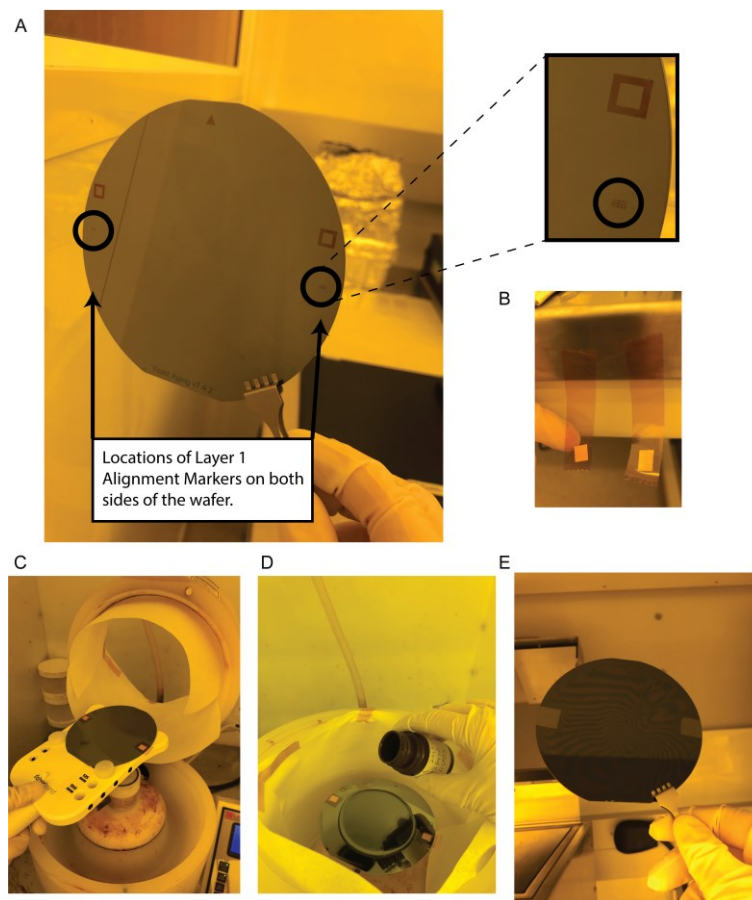 A
B
Locations of Layer 1
Alignment Markers on both
sides of the wafer.
C
D
E